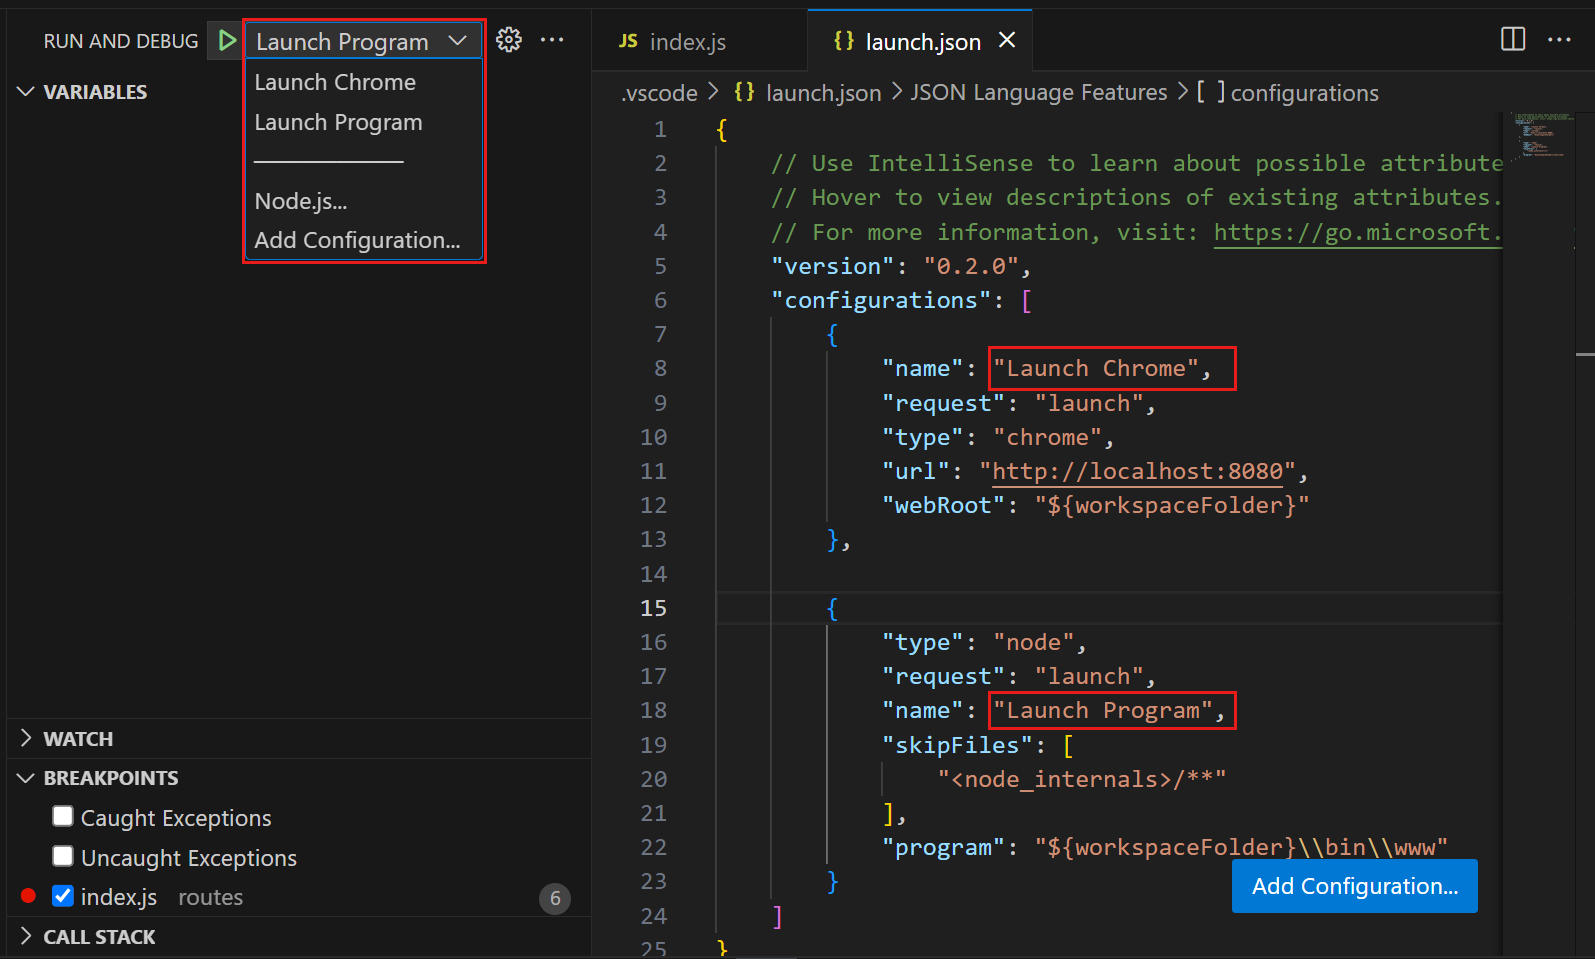 RUN AND DEBUG
Launch Program
Launch Chrome
Launch Program
Node.js...
Add Configuration...
VARIABLES
WATCH
BREAKPOINTS
Caught Exceptions
Uncaught Exceptions
index.js routes 6
CALL STACK
JS index.js
{} launch.json
.vscode > {} launch.json > JSON Language Features > [ ] configurations
1 {
2 // Use IntelliSense to learn about possible attribute
3 // Hover to view descriptions of existing attributes.
4 // For more information, visit: https://go.microsoft.
5 "version": "0.2.0",
6 "configurations": [
7 {
8 "name": "Launch Chrome",
9 "request": "launch",
10 "type": "chrome",
11 "url": "http://localhost:8080",
12 "webRoot": "${workspaceFolder}"
13 },
14
15 {
16 "type": "node",
17 "request": "launch",
18 "name": "Launch Program",
19 "skipFiles": [
20 "<node_internals>/**"
21 ],
22 "program": "${workspaceFolder}\\bin\\www"
23 }
24 ]
25 }
Add Configuration...